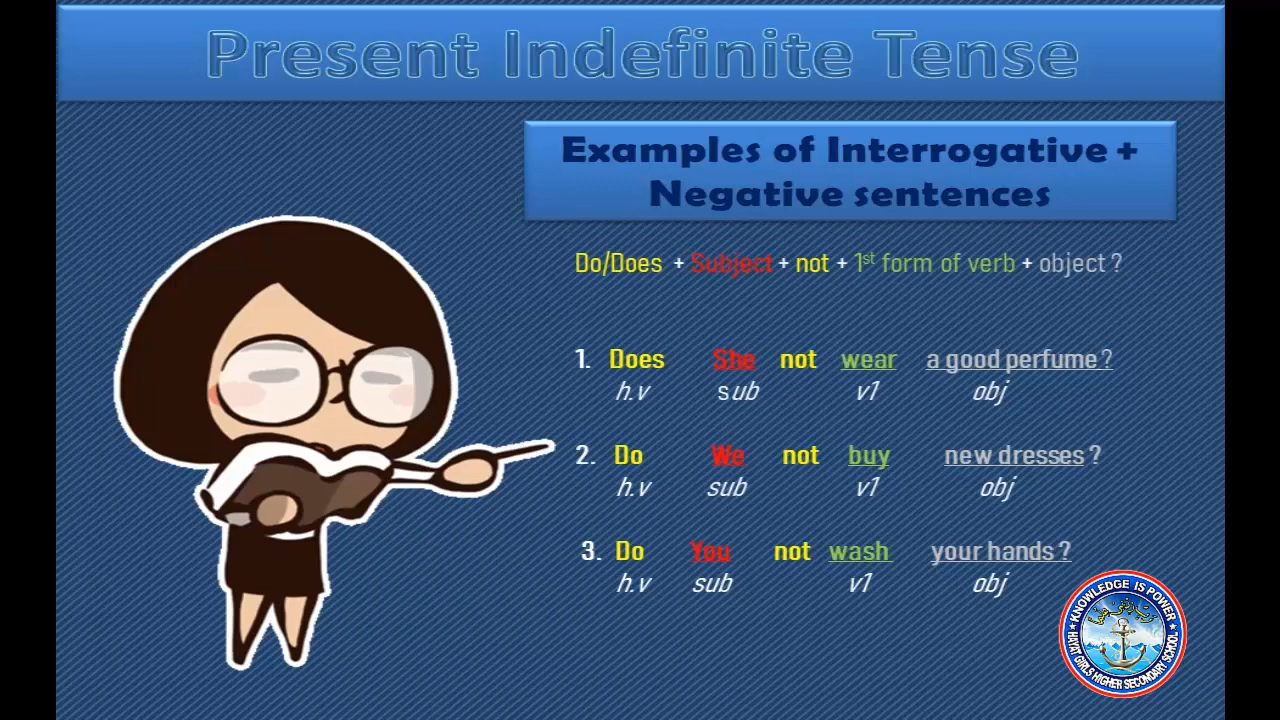 Present Indefinite Tense
Examples of Interrogative +
Negative sentences
Do/Does + Subject + not + 1st form of verb + object ?
1. Does She not wear a good perfume ?
h.v sub v1 obj
2. Do We not buy new dresses ?
h.v sub v1 obj
3. Do You not wash your hands ?
h.v sub v1 obj
KNOWLEDGE IS POWER
HAYAT GIRLS HIGHER SECONDARY SCHOOL